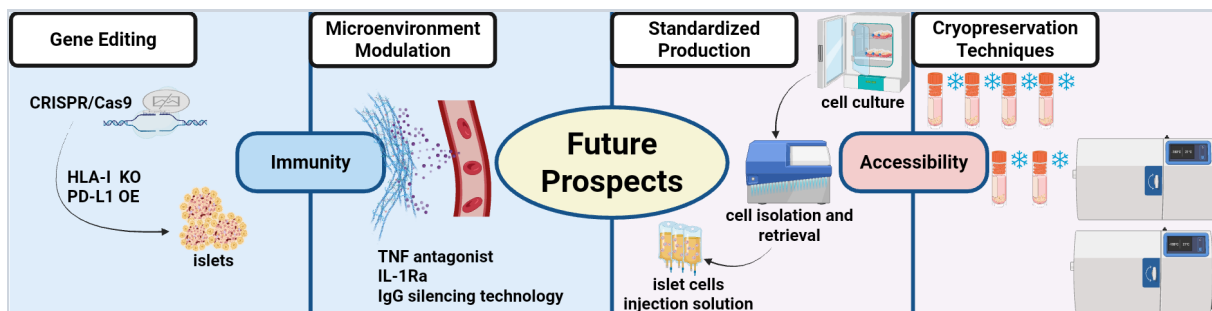 Gene Editing
CRISPR/Cas9
HLA-I KO
PD-L1 OE
islets
Immunity
Microenvironment
Modulation
TNF antagonist
IL-1Ra
IgG silencing technology
Future
Prospects
Standardized
Production
cell culture
cell isolation and
retrieval
islet cells
injection solution
Accessibility
Cryopreservation
Techniques